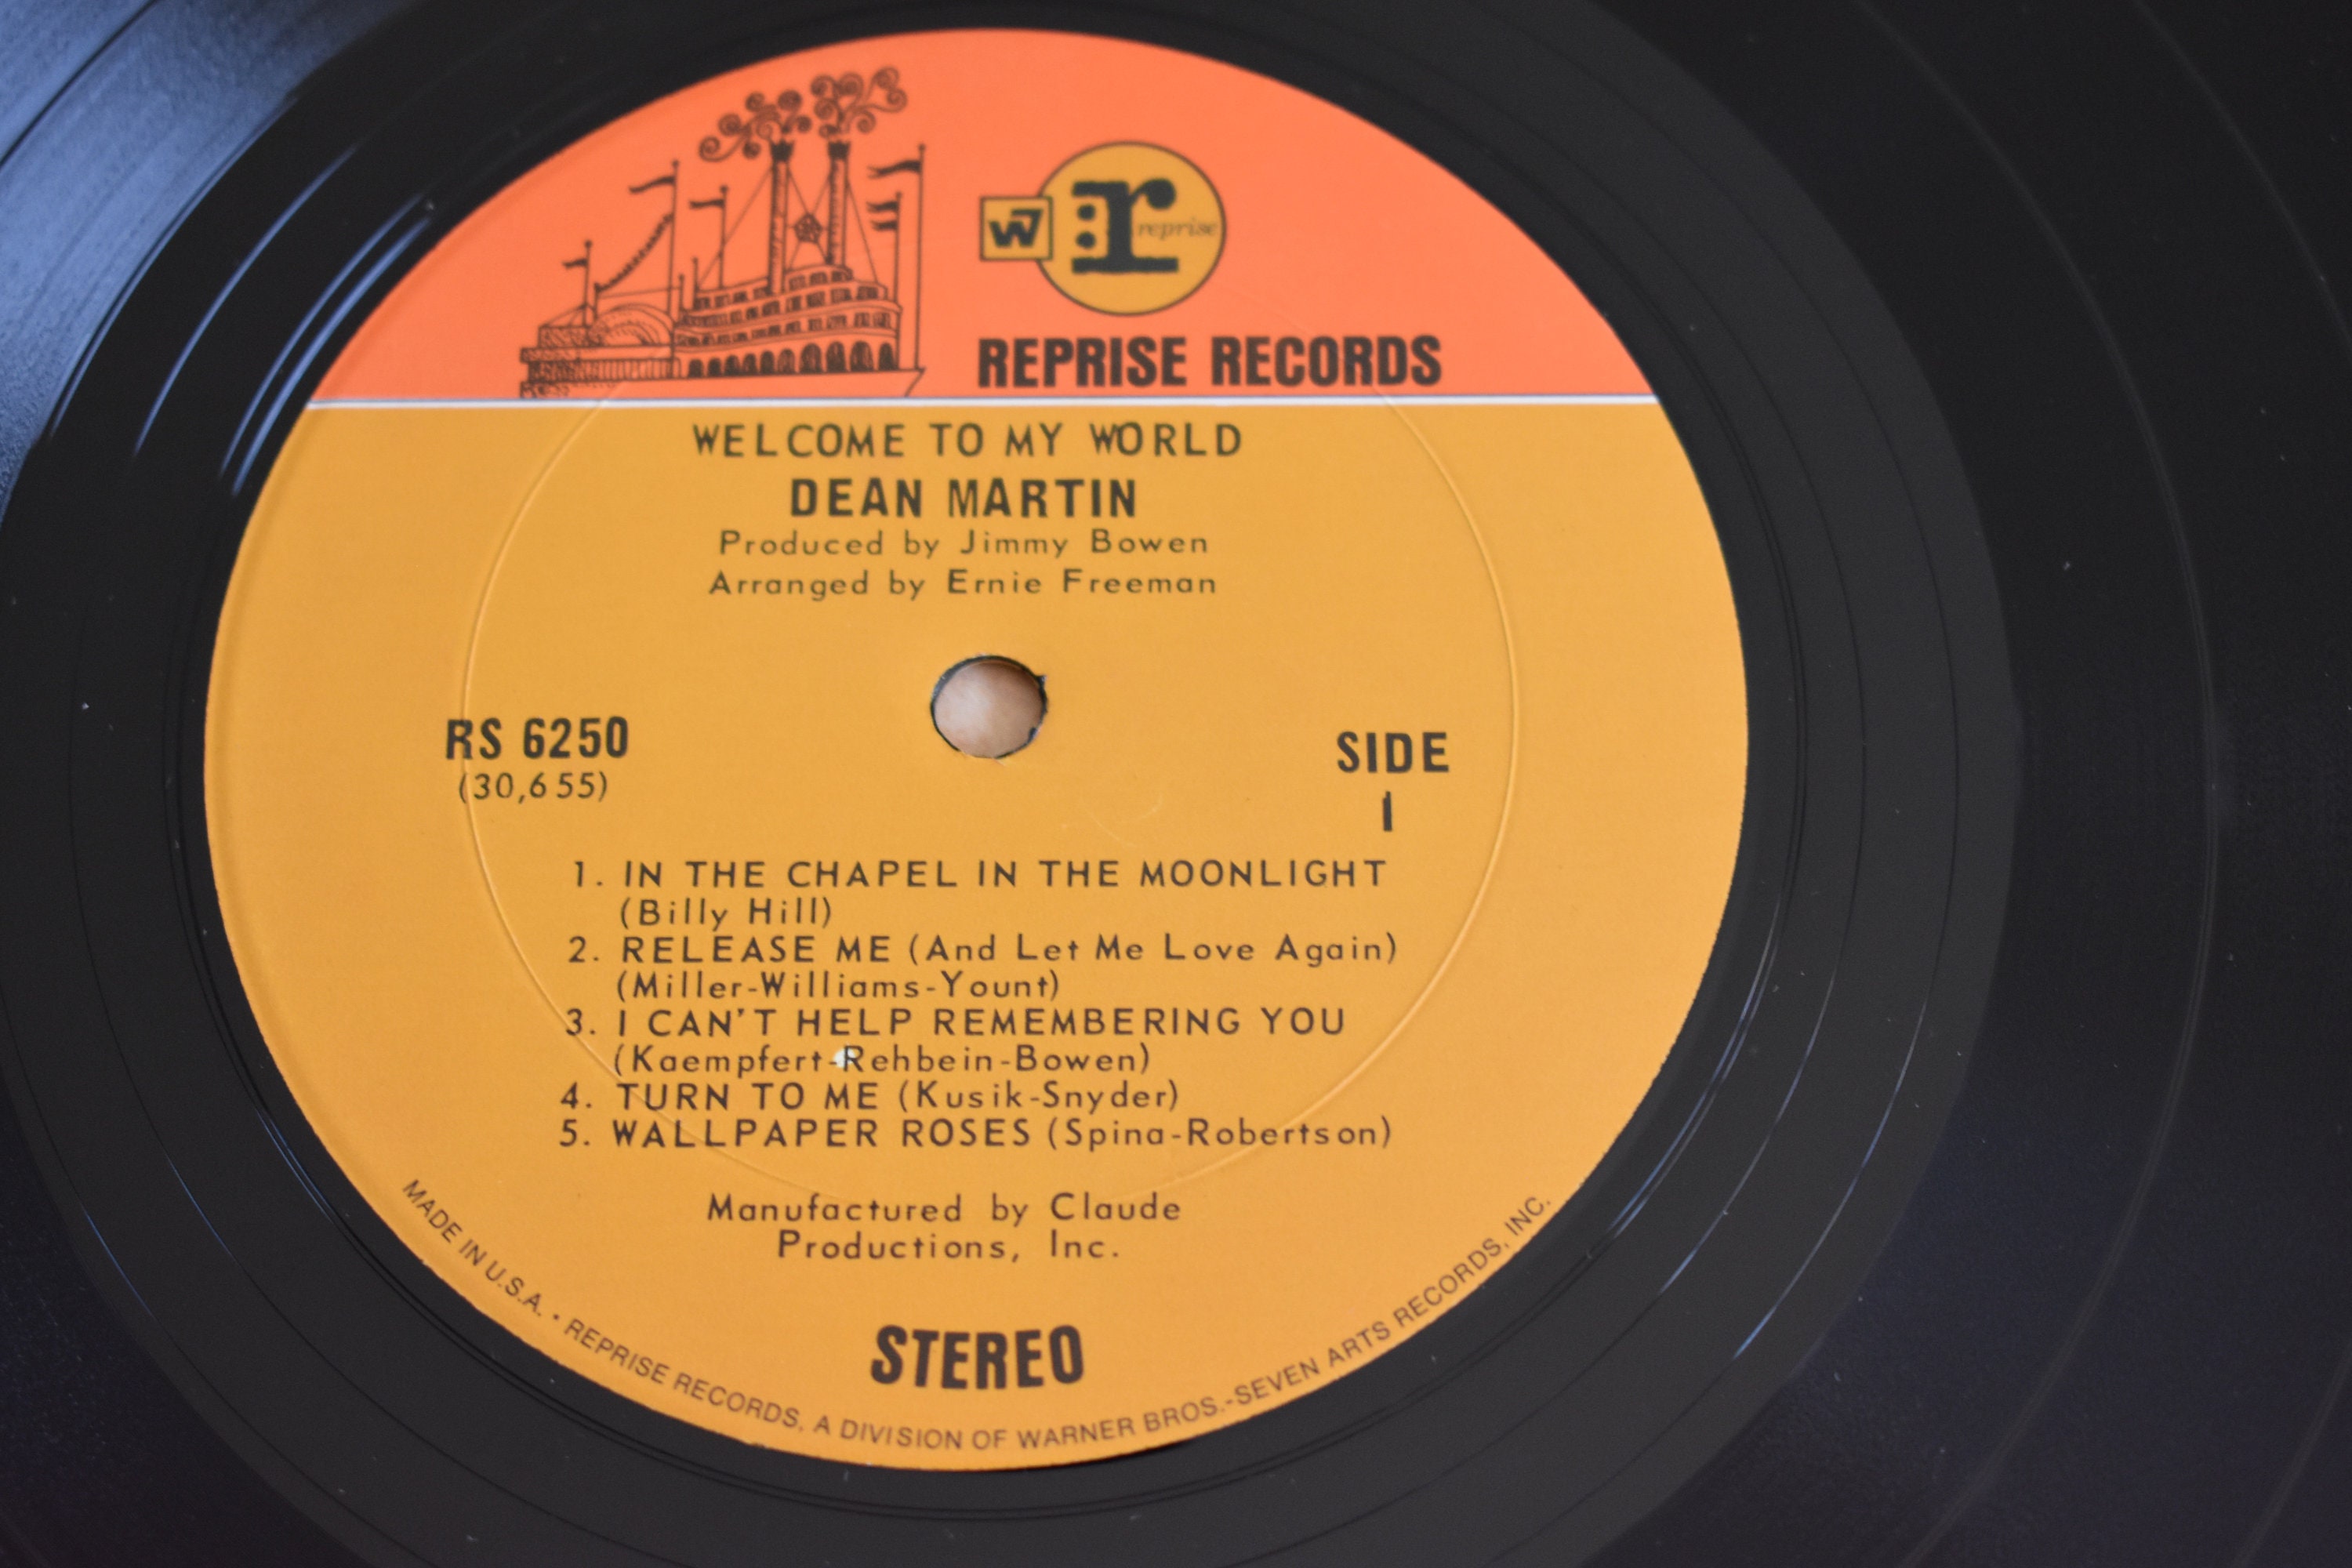 W7
r: reprise
REPRISE RECORDS
WELCOME TO MY WORLD
DEAN MARTIN
Produced by Jimmy Bowen
Arranged by Ernie Freeman
RS 6250
(30,655)
SIDE
1
1. IN THE CHAPEL IN THE MOONLIGHT
(Billy Hill)
2. RELEASE ME (And Let Me Love Again)
(Miller-Williams-Yount)
3. I CAN'T HELP REMEMBERING YOU
(Kaempfert-Rehbein-Bowen)
4. TURN TO ME (Kusik-Snyder)
5. WALLPAPER ROSES (Spina-Robertson)
Manufactured by Claude
Productions, Inc.
STEREO
MADE IN U.S.A. • REPRISE RECORDS, A DIVISION OF WARNER BROS.-SEVEN ARTS RECORDS, INC.